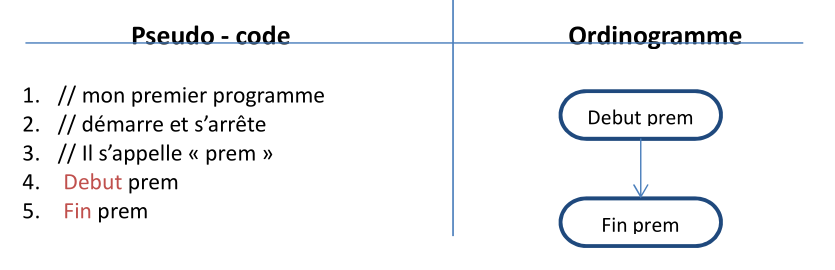 Pseudo - code
Ordinogramme
1. // mon premier programme
2. // démarre et s’arrête
3. // Il s’appelle « prem »
4. Debut prem
5. Fin prem
Debut prem
Fin prem